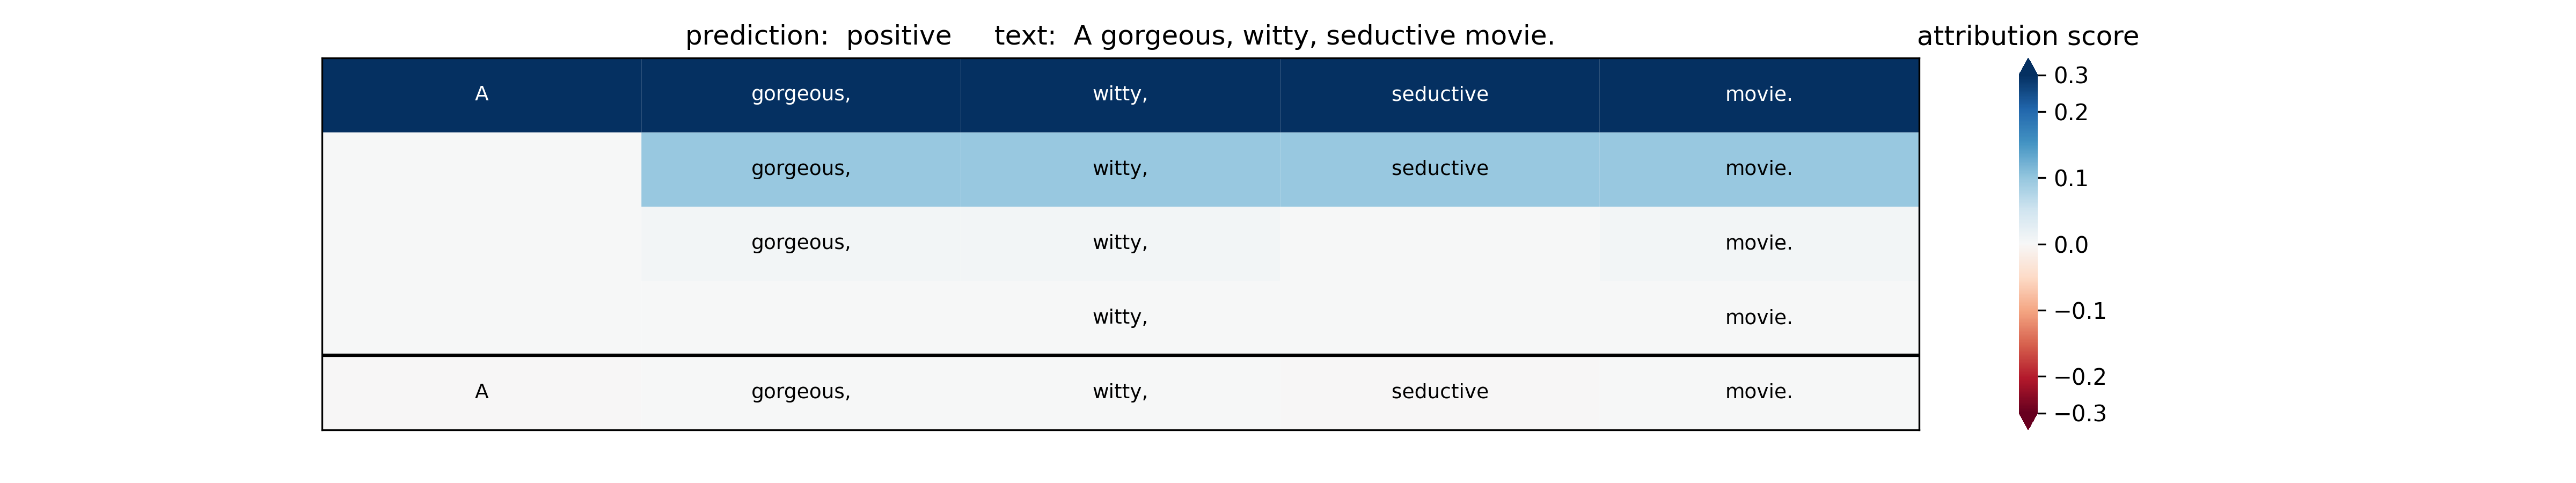 prediction:  positive     text:  A gorgeous, witty, seductive movie.
attribution score
A gorgeous, witty, seductive movie.
gorgeous, witty, seductive movie.
gorgeous, witty, movie.
witty, movie.
A gorgeous, witty, seductive movie.
0.3
0.2
0.1
0.0
−0.1
−0.2
−0.3